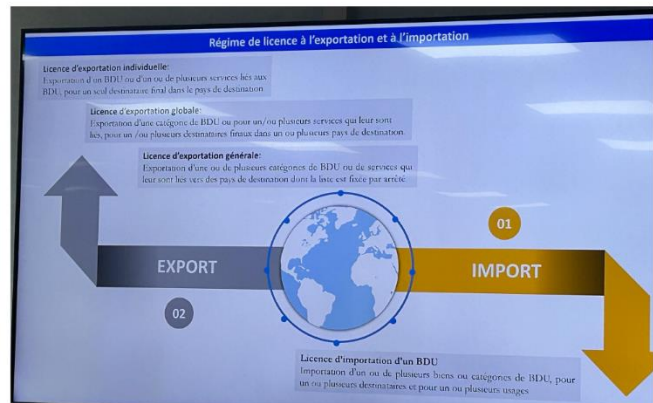 Régime de licence à l'exportation et à l'importation
Licence d'exportation individuelle:
Exportation d'un BDU ou d'un ou de plusieurs services liés aux
BDU, pour un seul destinataire final dans le pays de destination
Licence d'exportation globale:
Exportation d'une catégorie de BDU ou pour un/ou plusieurs services qui leur sont
liés, pour un /ou plusieurs destinataires finaux dans un ou plusieurs pays de destination.
Licence d'exportation générale:
Exportation d'une ou de plusieurs catégories de BDU ou de services qui
leur sont liés vers des pays de destination dont la liste est fixée par arrêté
01
EXPORT
IMPORT
02
Licence d'importation d'un BDU
Importation d'un ou de plusieurs biens ou catégories de BDU, pour
un ou plusieurs destinataires et pour un ou plusieurs usages